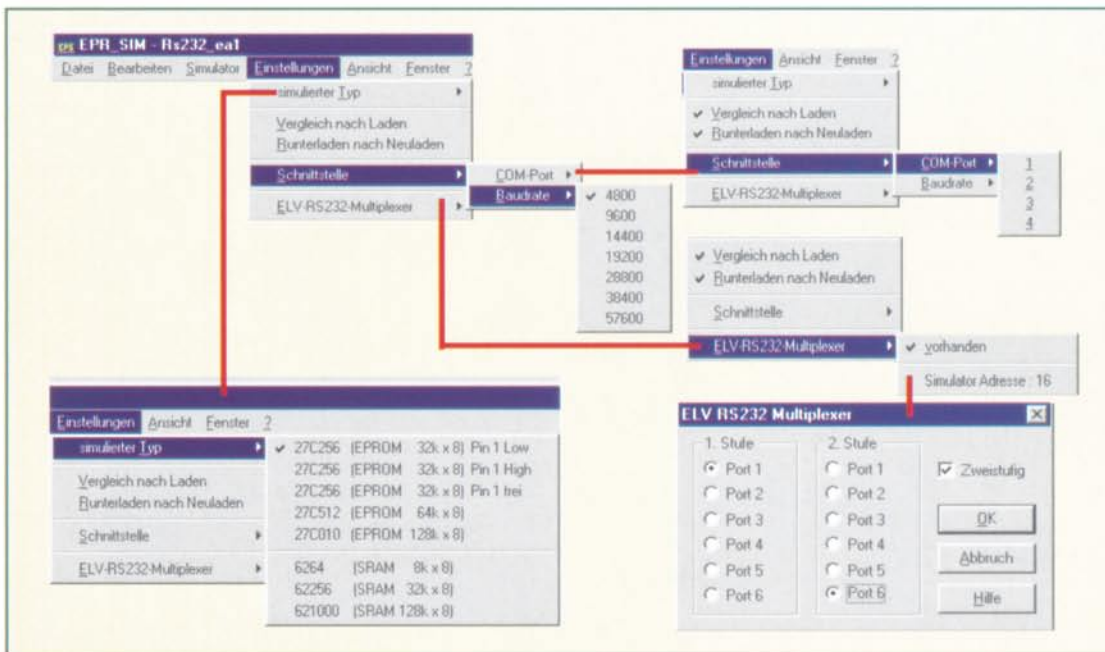 EPS EPR_SIM - Rs232_ea1
Datei Bearbeiten Simulator Einstellungen Ansicht Fenster ?
simulierter Typ
Vergleich nach Laden
Runterladen nach Neuladen
Schnittstelle
ELV-RS232-Multiplexer
COM-Port
Baudrate
4800
9600
14400
19200
28800
38400
57600
Einstellungen Ansicht Fenster ?
simulierter Typ
Vergleich nach Laden
Runterladen nach Neuladen
Schnittstelle
ELV-RS232-Multiplexer
COM-Port
Baudrate
1
2
3
4
Vergleich nach Laden
Runterladen nach Neuladen
Schnittstelle
ELV-RS232-Multiplexer
vorhanden
Simulator Adresse : 16
Einstellungen Ansicht Fenster ?
simulierter Typ
Vergleich nach Laden
Runterladen nach Neuladen
Schnittstelle
ELV-RS232-Multiplexer
27C256 (EPROM 32k x 8) Pin 1 Low
27C256 (EPROM 32k x 8) Pin 1 High
27C256 (EPROM 32k x 8) Pin 1 frei
27C512 (EPROM 64k x 8)
27C010 (EPROM 128k x 8)
6264 (SRAM 8k x 8)
62256 (SRAM 32k x 8)
621000 (SRAM 128k x 8)
ELV RS232 Multiplexer
1. Stufe
Port 1
Port 2
Port 3
Port 4
Port 5
Port 6
2. Stufe
Port 1
Port 2
Port 3
Port 4
Port 5
Port 6
Zweistufig
OK
Abbruch
Hilfe